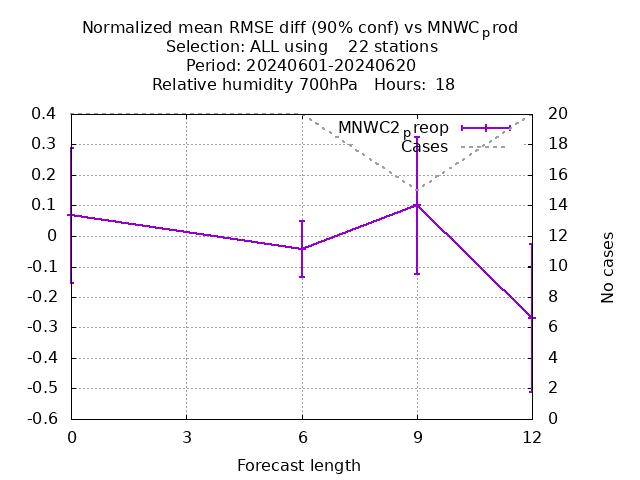 Normalized mean RMSE diff (90% conf) vs MNWCprod
Selection: ALL using    22 stations
Period: 20240601-20240620
Relative humidity 700hPa   Hours:  18
MNWC2preop
Cases
0.4
0.3
0.2
0.1
0
-0.1
-0.2
-0.3
-0.4
-0.5
-0.6
20
18
16
14
12
10
8
6
4
2
0
No cases
0 3 6 9 12
Forecast length